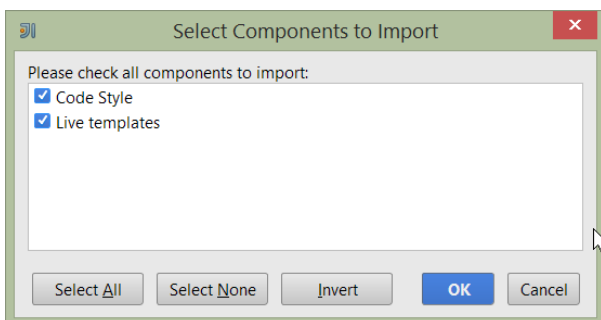 Select Components to Import
Please check all components to import:
Code Style
Live templates
Select All Select None Invert OK Cancel